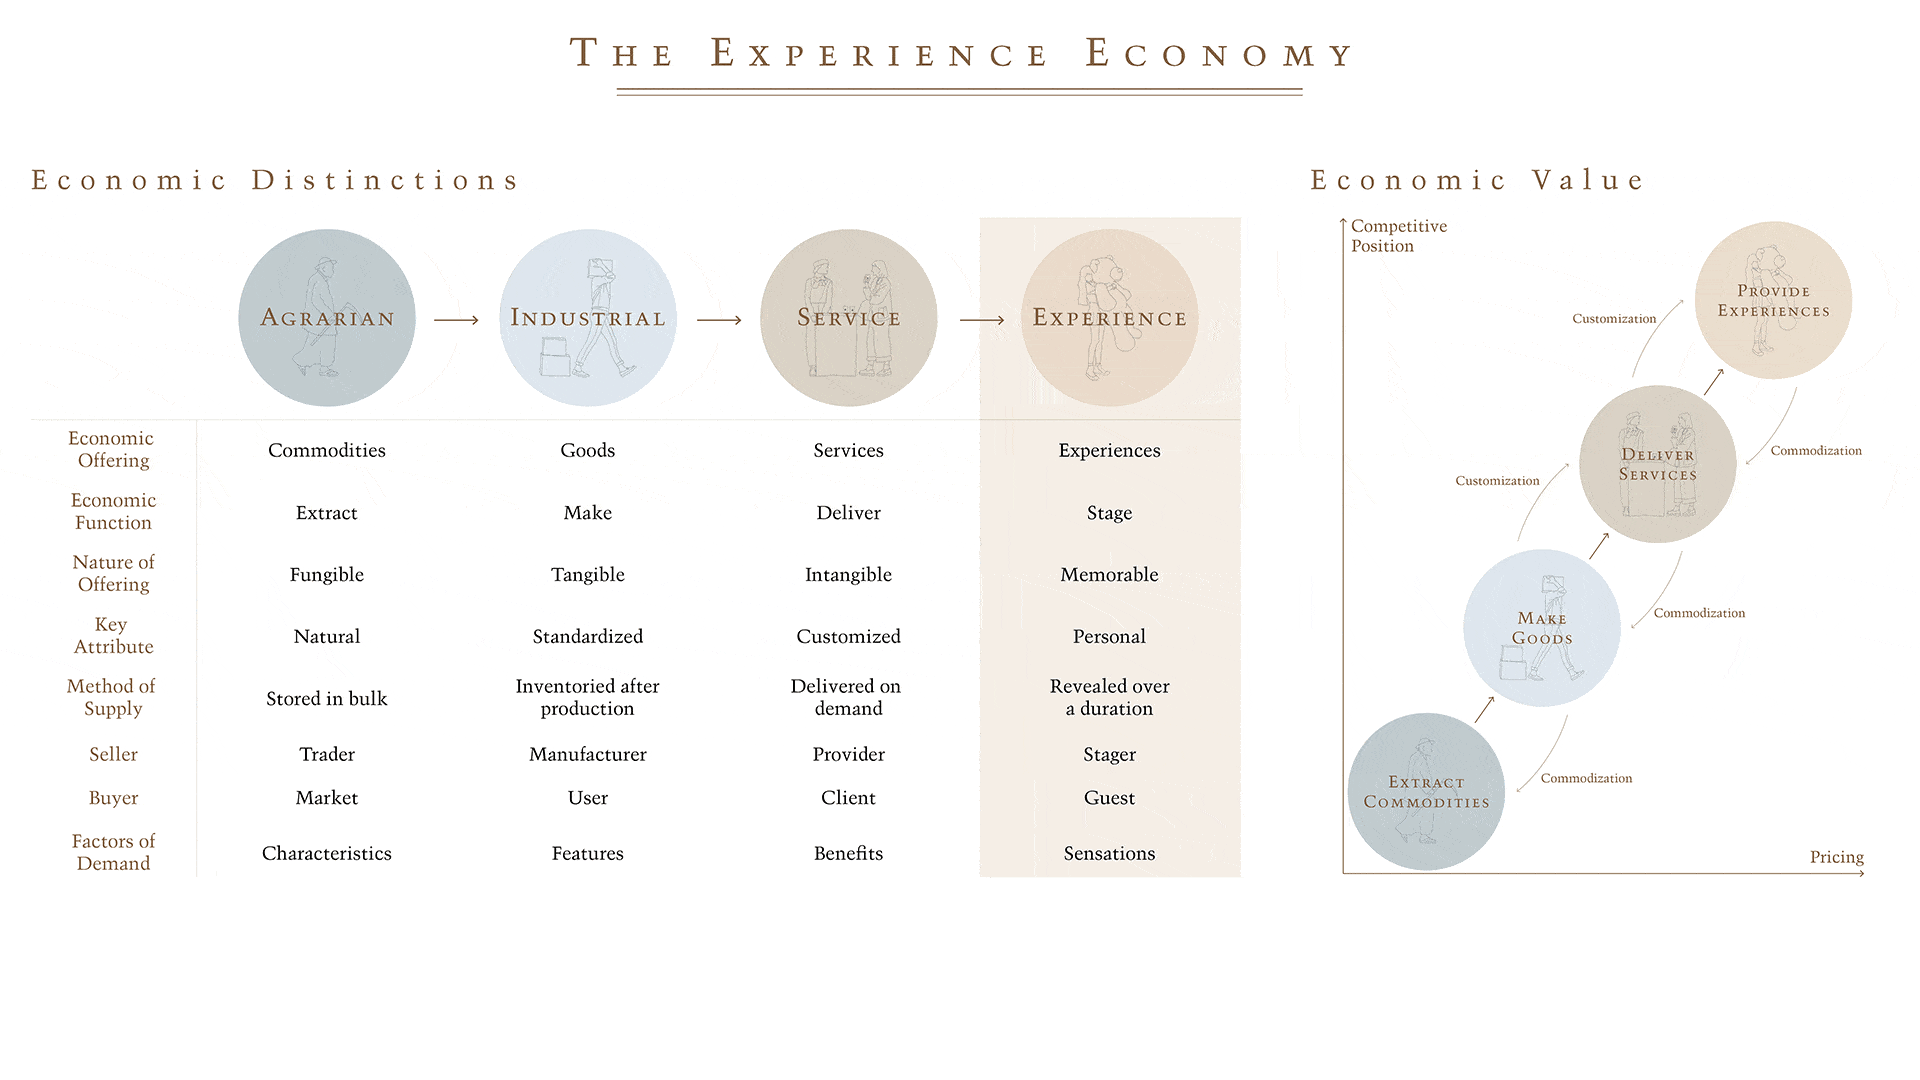 THE EXPERIENCE ECONOMY
Economic Distinctions
AGRARIAN
INDUSTRIAL
SERVICE
EXPERIENCE
Economic
Offering
Commodities
Goods
Services
Experiences
Economic
Function
Extract
Make
Deliver
Stage
Nature of
Offering
Fungible
Tangible
Intangible
Memorable
Key
Attribute
Natural
Standardized
Customized
Personal
Method of
Supply
Stored in bulk
Inventoried after
production
Delivered on
demand
Revealed over
a duration
Seller
Trader
Manufacturer
Provider
Stager
Buyer
Market
User
Client
Guest
Factors of
Demand
Characteristics
Features
Benefits
Sensations
Economic Value
Competitive
Position
PROVIDE
EXPERIENCES
Customization
Commodization
DELIVER
SERVICES
Customization
Commodization
MAKE
GOODS
Commodization
EXTRACT
COMMODITIES
Pricing